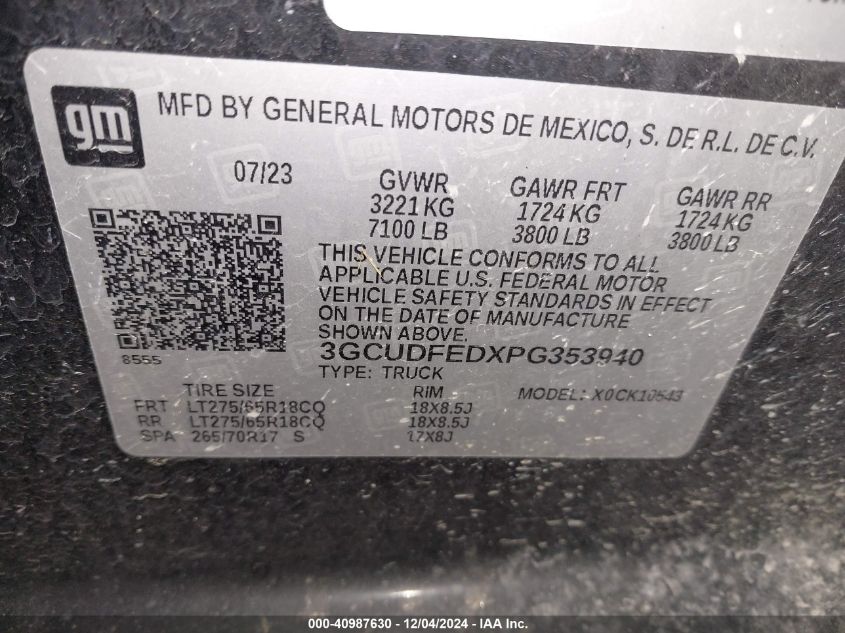 gm
MFD BY GENERAL MOTORS DE MEXICO, S. DE R.L. DE C.V.
07/23 GVWR GAWR FRT GAWR RR
3221 KG 1724 KG 1724 KG
7100 LB 3800 LB 3800 LB
THIS VEHICLE CONFORMS TO ALL
APPLICABLE U.S. FEDERAL MOTOR
VEHICLE SAFETY STANDARDS IN EFFECT
ON THE DATE OF MANUFACTURE
SHOWN ABOVE.
8555 3GCUDFEDXPG353940
TYPE: TRUCK
TIRE SIZE RIM MODEL: X0CK10543
FRT LT275/65R18CQ 18X8.5J
RR LT275/65R18CQ 18X8.5J
SPA 265/70R17 S 17X8J
000-40987630 - 12/04/2024 - IAA Inc.